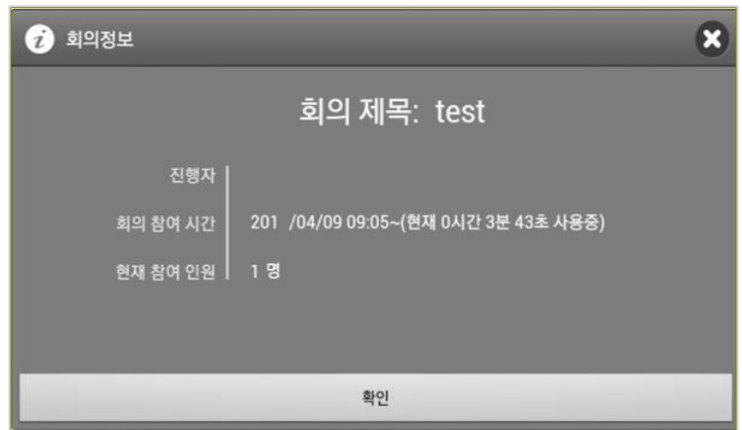 회의정보
회의 제목: test
진행자
회의 참여 시간 201 /04/09 09:05~(현재 0시간 3분 43초 사용중)
현재 참여 인원 1 명
확인